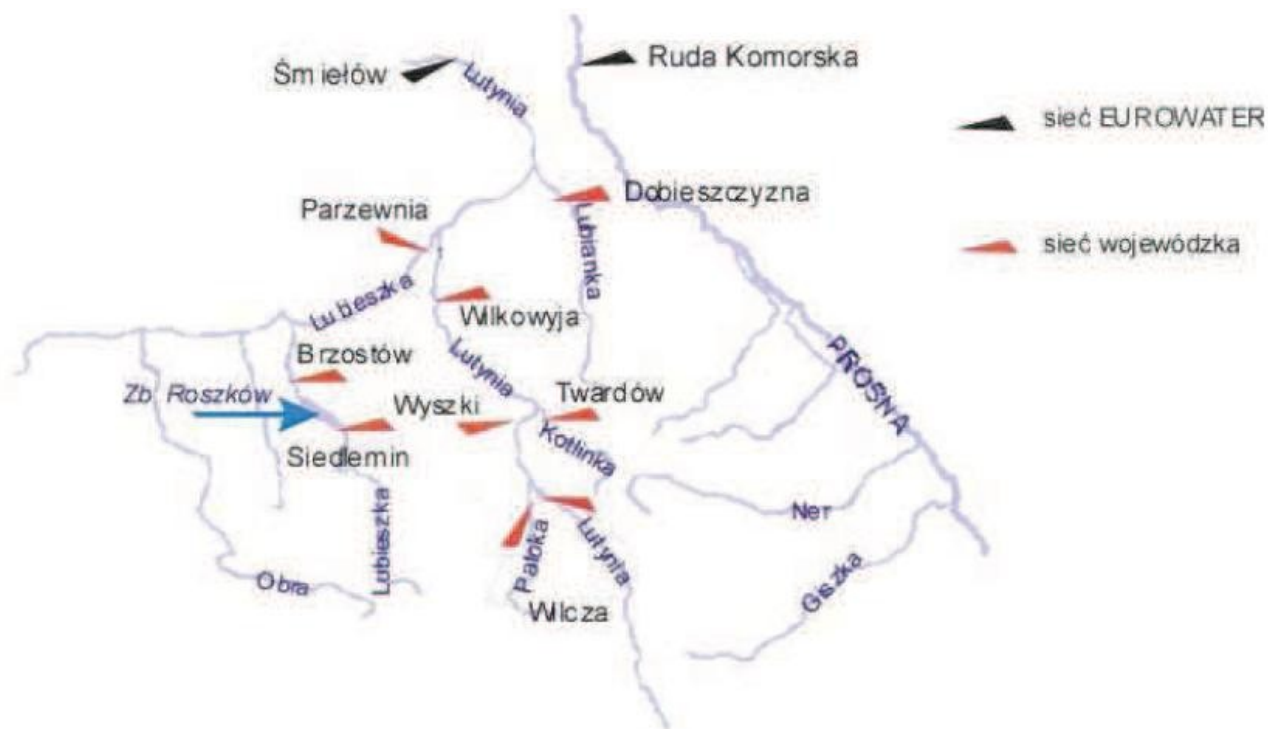 Śmiełów
Lutynia
Ruda Komorska
sieć EUROWATER
Parzewnia
Dobieszczyzna
Lubianka
sieć wojewódzka
Lubieszka
Wilkowyja
Lutynia
Brzostów
Zb. Roszków
Wyszki
Twardów
PROSNA
Siedlemin
Kotlinka
Lubieszka
Ner
Patoka
Lutynia
Obra
Giszka
Wilcza